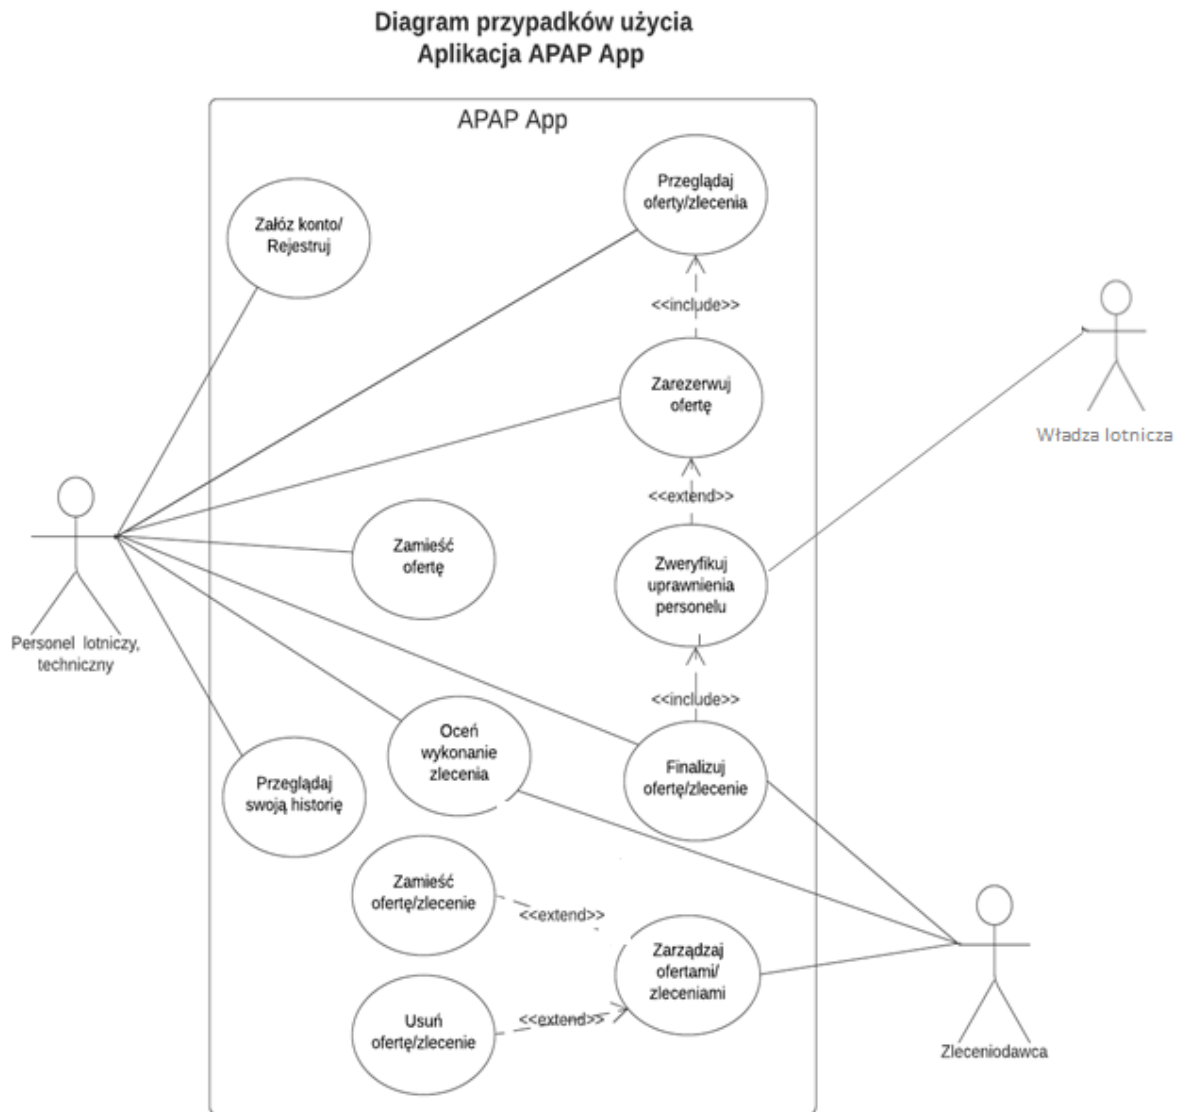 Diagram przypadków użycia
Aplikacja APAP App
APAP App
Przeglądaj
oferty/zlecenia
Załóz konto/
Rejestruj
<<include>>
Zarezerwuj
ofertę
Władza lotnicza
<<extend>>
Zamieść
ofertę
Zweryfikuj
uprawnienia
personelu
Personel lotniczy,
techniczny
<<include>>
Oceń
wykonanie
zlecenia
Finalizuj
ofertę/zlecenie
Przeglądaj
swoją historię
Zamieść
ofertę/zlecenie
<<extend>>
Zarządzaj
ofertami/
zleceniami
Usuń
ofertę/zlecenie
<<extend>>
Zleceniodawca